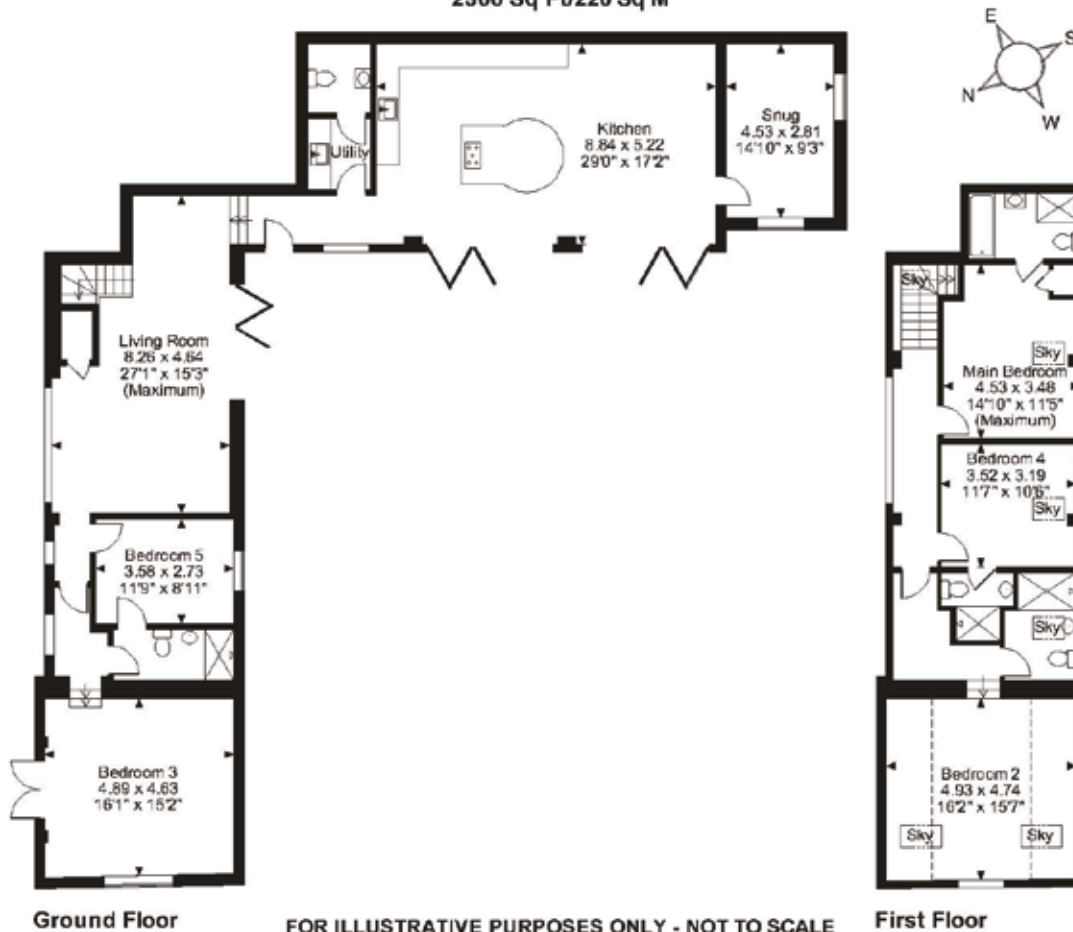 2368 Sq Ft/220 Sq M
E
S
N
W
Utility
Kitchen
8.84 x 5.22
29'0" x 17'2"
Snug
4.53 x 2.81
14'10" x 9'3"
Living Room
8.26 x 4.64
27'1" x 15'3"
(Maximum)
Bedroom 5
3.58 x 2.73
11'9" x 8'11"
Bedroom 3
4.89 x 4.63
16'1" x 15'2"
Ground Floor
Sky
Sky
Main Bedroom
4.53 x 3.48
14'10" x 11'5"
(Maximum)
Bedroom 4
3.52 x 3.19
11'7" x 10'6"
Sky
Sky
Bedroom 2
4.93 x 4.74
16'2" x 15'7"
Sky
Sky
First Floor
FOR ILLUSTRATIVE PURPOSES ONLY - NOT TO SCALE